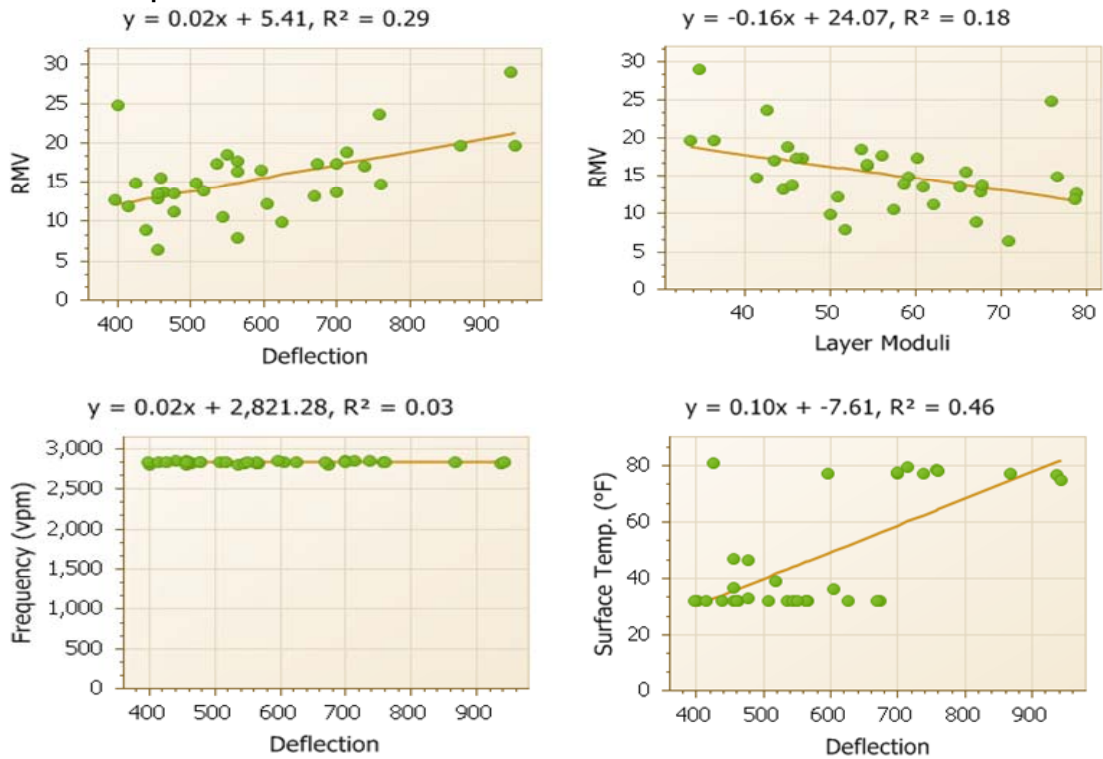 y = 0.02x + 5.41, R² = 0.29
30
25
20
15
10
5
0
RMV
400 500 600 700 800 900
Deflection
y = -0.16x + 24.07, R² = 0.18
30
25
20
15
10
5
0
RMV
40 50 60 70 80
Layer Moduli
y = 0.02x + 2,821.28, R² = 0.03
3,000
2,500
2,000
1,500
1,000
500
0
Frequency (vpm)
400 500 600 700 800 900
Deflection
y = 0.10x + -7.61, R² = 0.46
80
60
40
20
0
Surface Temp. (°F)
400 500 600 700 800 900
Deflection